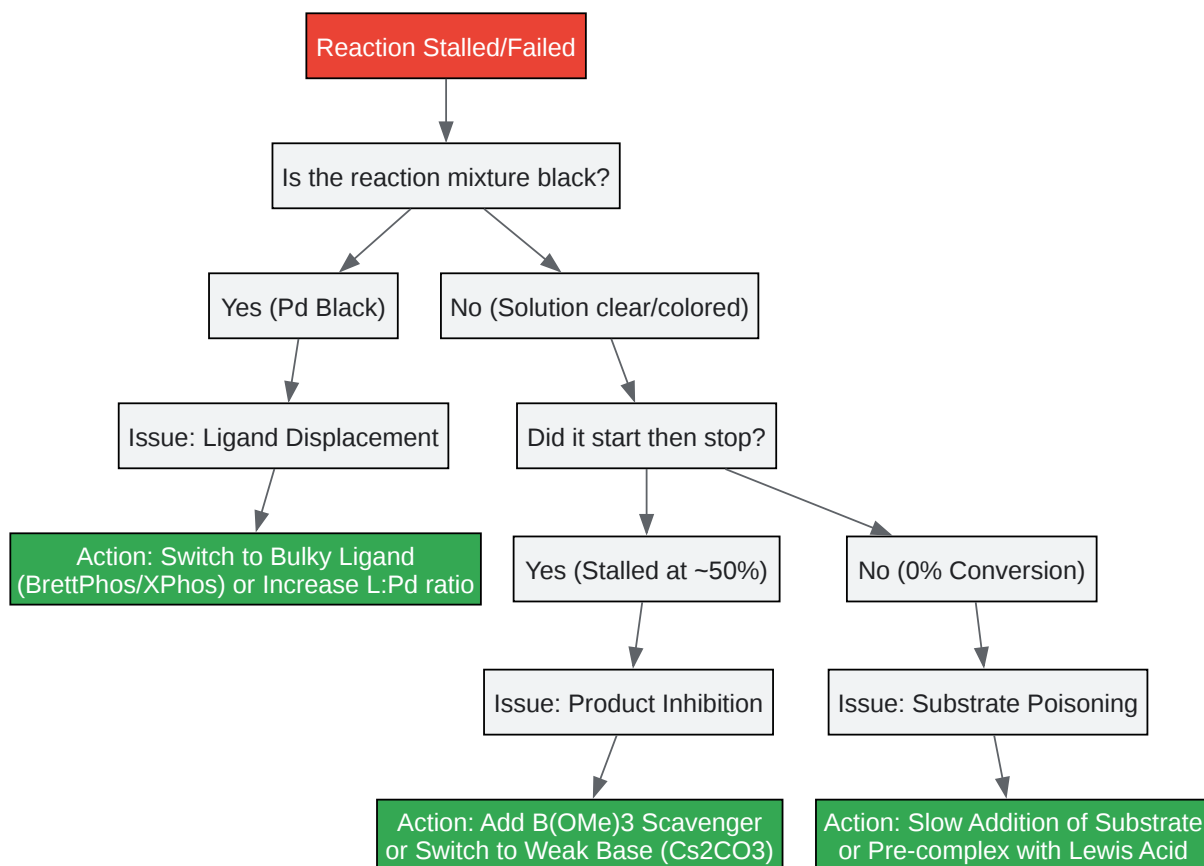 Reaction Stalled/Failed
Is the reaction mixture black?
Yes (Pd Black)
No (Solution clear/colored)
Issue: Ligand Displacement
Did it start then stop?
Action: Switch to Bulky Ligand
(BrettPhos/XPhos) or Increase L:Pd ratio
Yes (Stalled at ~50%)
No (0% Conversion)
Issue: Product Inhibition
Issue: Substrate Poisoning
Action: Add B(OMe)3 Scavenger
or Switch to Weak Base (Cs2CO3)
Action: Slow Addition of Substrate
or Pre-complex with Lewis Acid